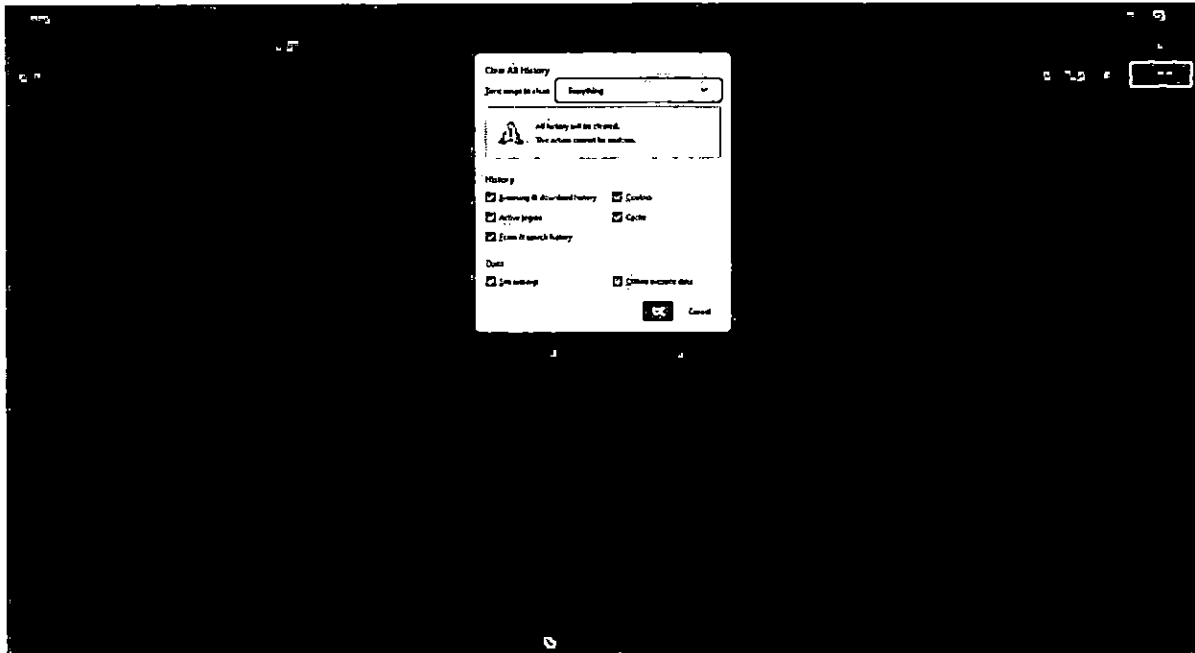 Clear All History
Time range to clear: Everything
All history will be cleared.
This action cannot be undone.
History
Browsing & download history
Cookies
Active logins
Cache
Form & search history
Data
Site settings
Offline website data
OK
Cancel